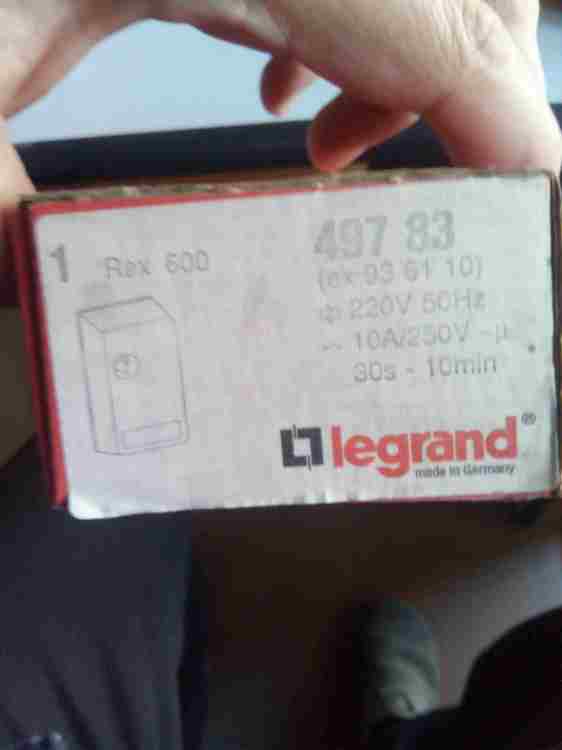 1 Rex 600
497 83
(ex 93 61 10)
220V 50Hz
10A/250V ~µ
30s - 10min
legrand®
made in Germany